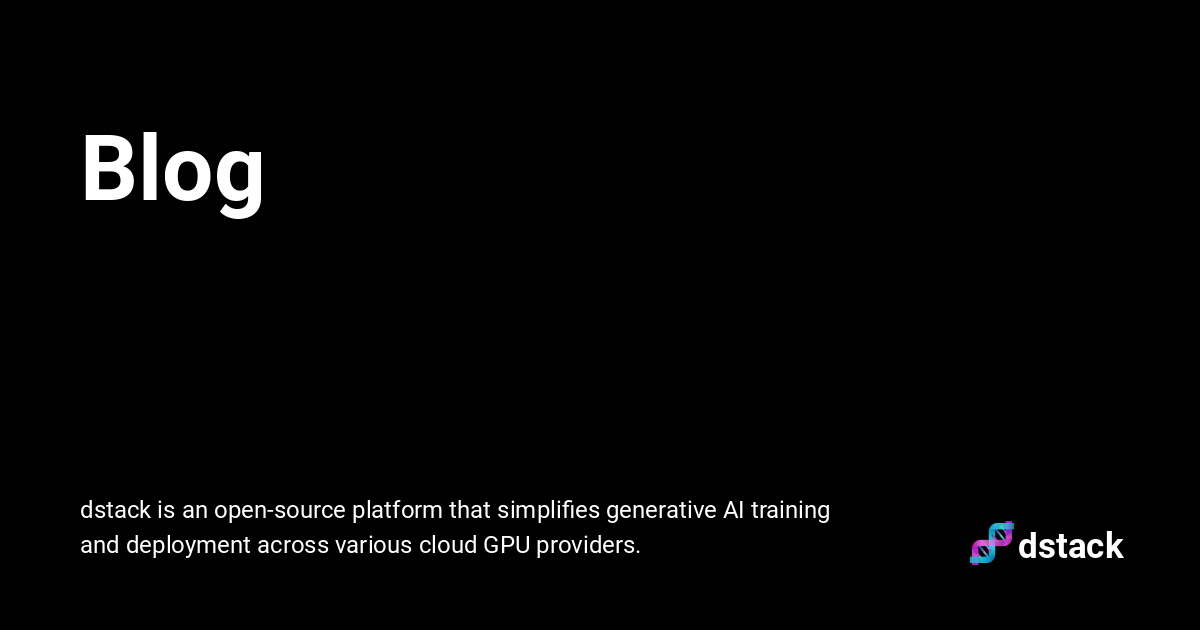 Blog
dstack is an open-source platform that simplifies generative AI training
and deployment across various cloud GPU providers.
dstack